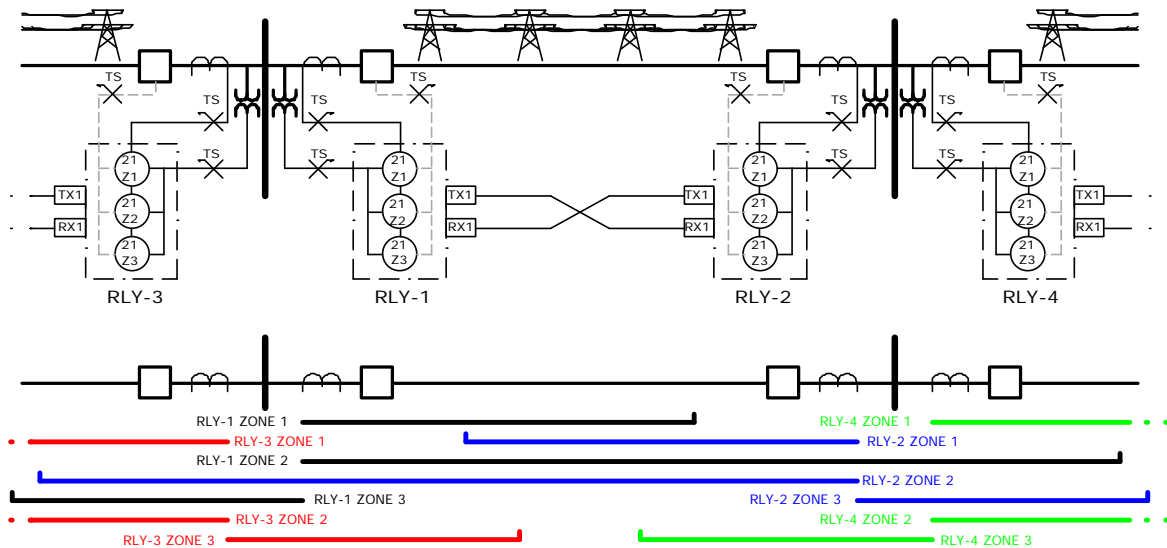 TS
TS
TS
TS
TS
TS
TS
TS
TS
TS
TS
TS
21
Z1
21
Z1
21
Z1
21
Z1
TX1
TX1
TX1
TX1
21
Z2
21
Z2
21
Z2
21
Z2
RX1
RX1
RX1
RX1
21
Z3
21
Z3
21
Z3
21
Z3
RLY-3
RLY-1
RLY-2
RLY-4
RLY-1 ZONE 1
RLY-4 ZONE 1
RLY-3 ZONE 1
RLY-2 ZONE 1
RLY-1 ZONE 2
RLY-2 ZONE 2
RLY-1 ZONE 3
RLY-2 ZONE 3
RLY-3 ZONE 2
RLY-4 ZONE 2
RLY-3 ZONE 3
RLY-4 ZONE 3